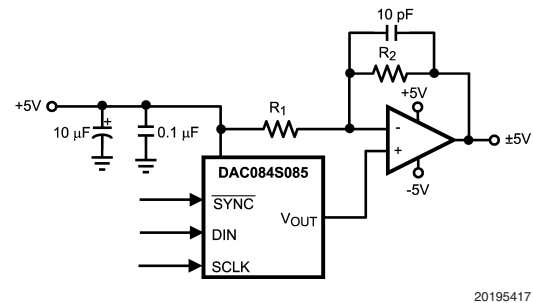 10 pF
R2
+5V
+5V
R1
10 µF
+
0.1 µF
-
+
±5V
-5V
DAC084S085
SYNC
VOUT
DIN
SCLK
20195417